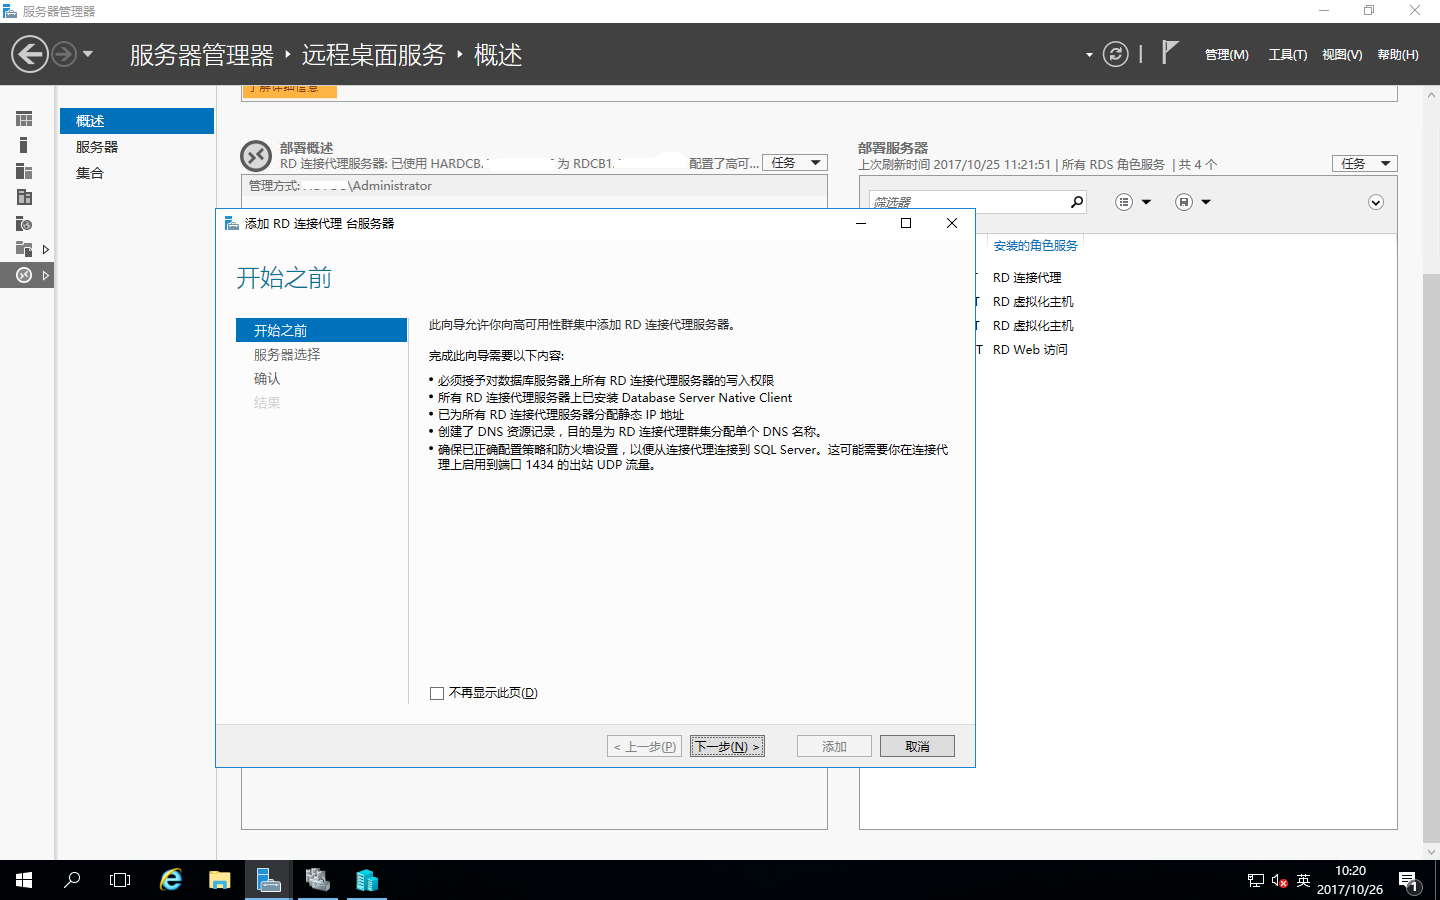 服务器管理器
服务器管理器 · 远程桌面服务 · 概述
管理(M) 工具(T) 视图(V) 帮助(H)
概述
服务器
集合
了解详细信息
部署概述
RD 连接代理服务器: 已使用 HARDCB. 为 RDCB1. 配置了高可...
任务
管理方式: \Administrator
部署服务器
上次刷新时间 2017/10/25 11:21:51 | 所有 RDS 角色服务 | 共 4 个
任务
筛选器
安装的角色服务
RD 连接代理
T RD 虚拟化主机
T RD 虚拟化主机
T RD Web 访问
添加 RD 连接代理 台服务器
开始之前
开始之前
服务器选择
确认
结果
此向导允许你向高可用性群集中添加 RD 连接代理服务器。
完成此向导需要以下内容:
• 必须授予对数据库服务器上所有 RD 连接代理服务器的写入权限
• 所有 RD 连接代理服务器上已安装 Database Server Native Client
• 已为所有 RD 连接代理服务器分配静态 IP 地址
• 创建了 DNS 资源记录，目的是为 RD 连接代理群集分配单个 DNS 名称。
• 确保已正确配置策略和防火墙设置，以便从连接代理连接到 SQL Server。这可能需要你在连接代
理上启用到端口 1434 的出站 UDP 流量。
不再显示此页(D)
< 上一步(P) 下一步(N) > 添加 取消
英
10:20
2017/10/26
1